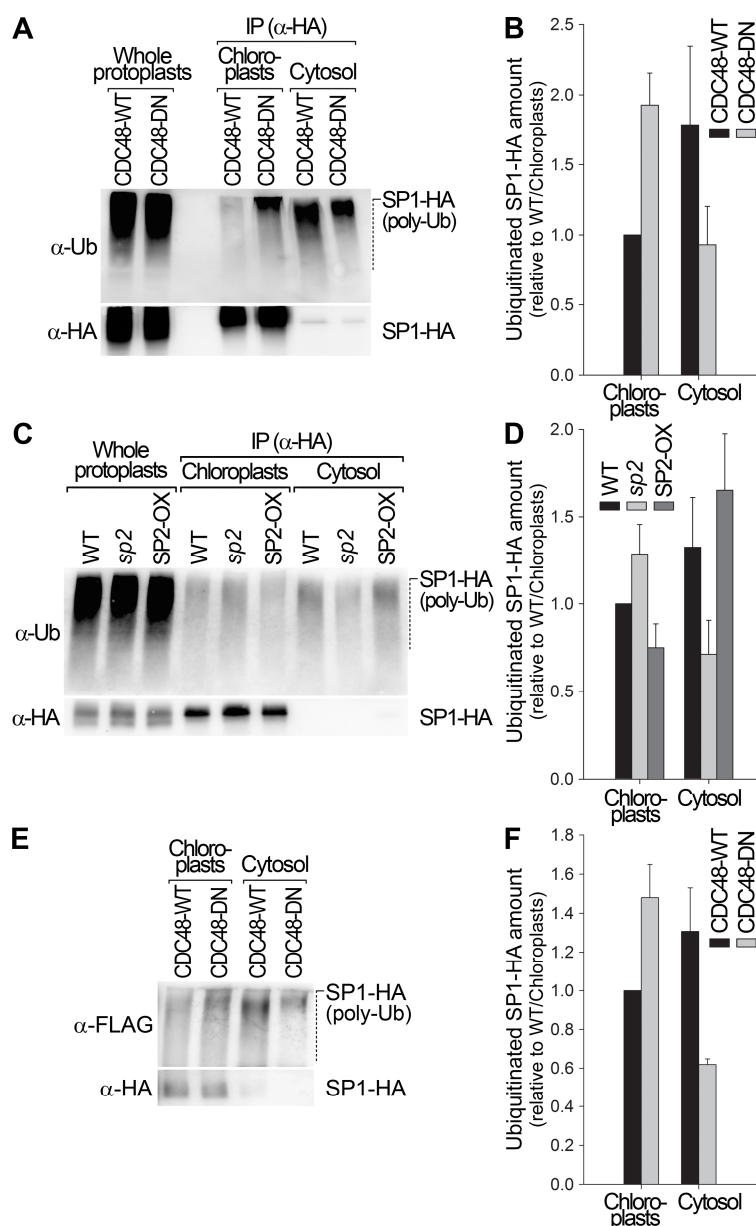 A
IP (α-HA)
Whole
protoplasts
Chloro-
plasts
Cytosol
CDC48-WT
CDC48-DN
CDC48-WT
CDC48-DN
CDC48-WT
CDC48-DN
α-Ub
SP1-HA
(poly-Ub)
α-HA
SP1-HA
B
Ubiquitinated SP1-HA amount
(relative to WT/Chloroplasts)
2.5
2.0
1.5
1.0
0.5
0.0
CDC48-WT
CDC48-DN
Chloro-
plasts
Cytosol
C
IP (α-HA)
Whole
protoplasts
Chloroplasts
Cytosol
WT
sp2
SP2-OX
WT
sp2
SP2-OX
WT
sp2
SP2-OX
α-Ub
SP1-HA
(poly-Ub)
α-HA
SP1-HA
D
Ubiquitinated SP1-HA amount
(relative to WT/Chloroplasts)
2.0
1.5
1.0
0.5
0.0
WT
sp2
SP2-OX
Chloro-
plasts
Cytosol
E
Chloro-
plasts
Cytosol
CDC48-WT
CDC48-DN
CDC48-WT
CDC48-DN
α-FLAG
SP1-HA
(poly-Ub)
α-HA
SP1-HA
F
Ubiquitinated SP1-HA amount
(relative to WT/Chloroplasts)
1.8
1.6
1.4
1.2
1.0
0.8
0.6
0.4
0.2
0.0
CDC48-WT
CDC48-DN
Chloro-
plasts
Cytosol